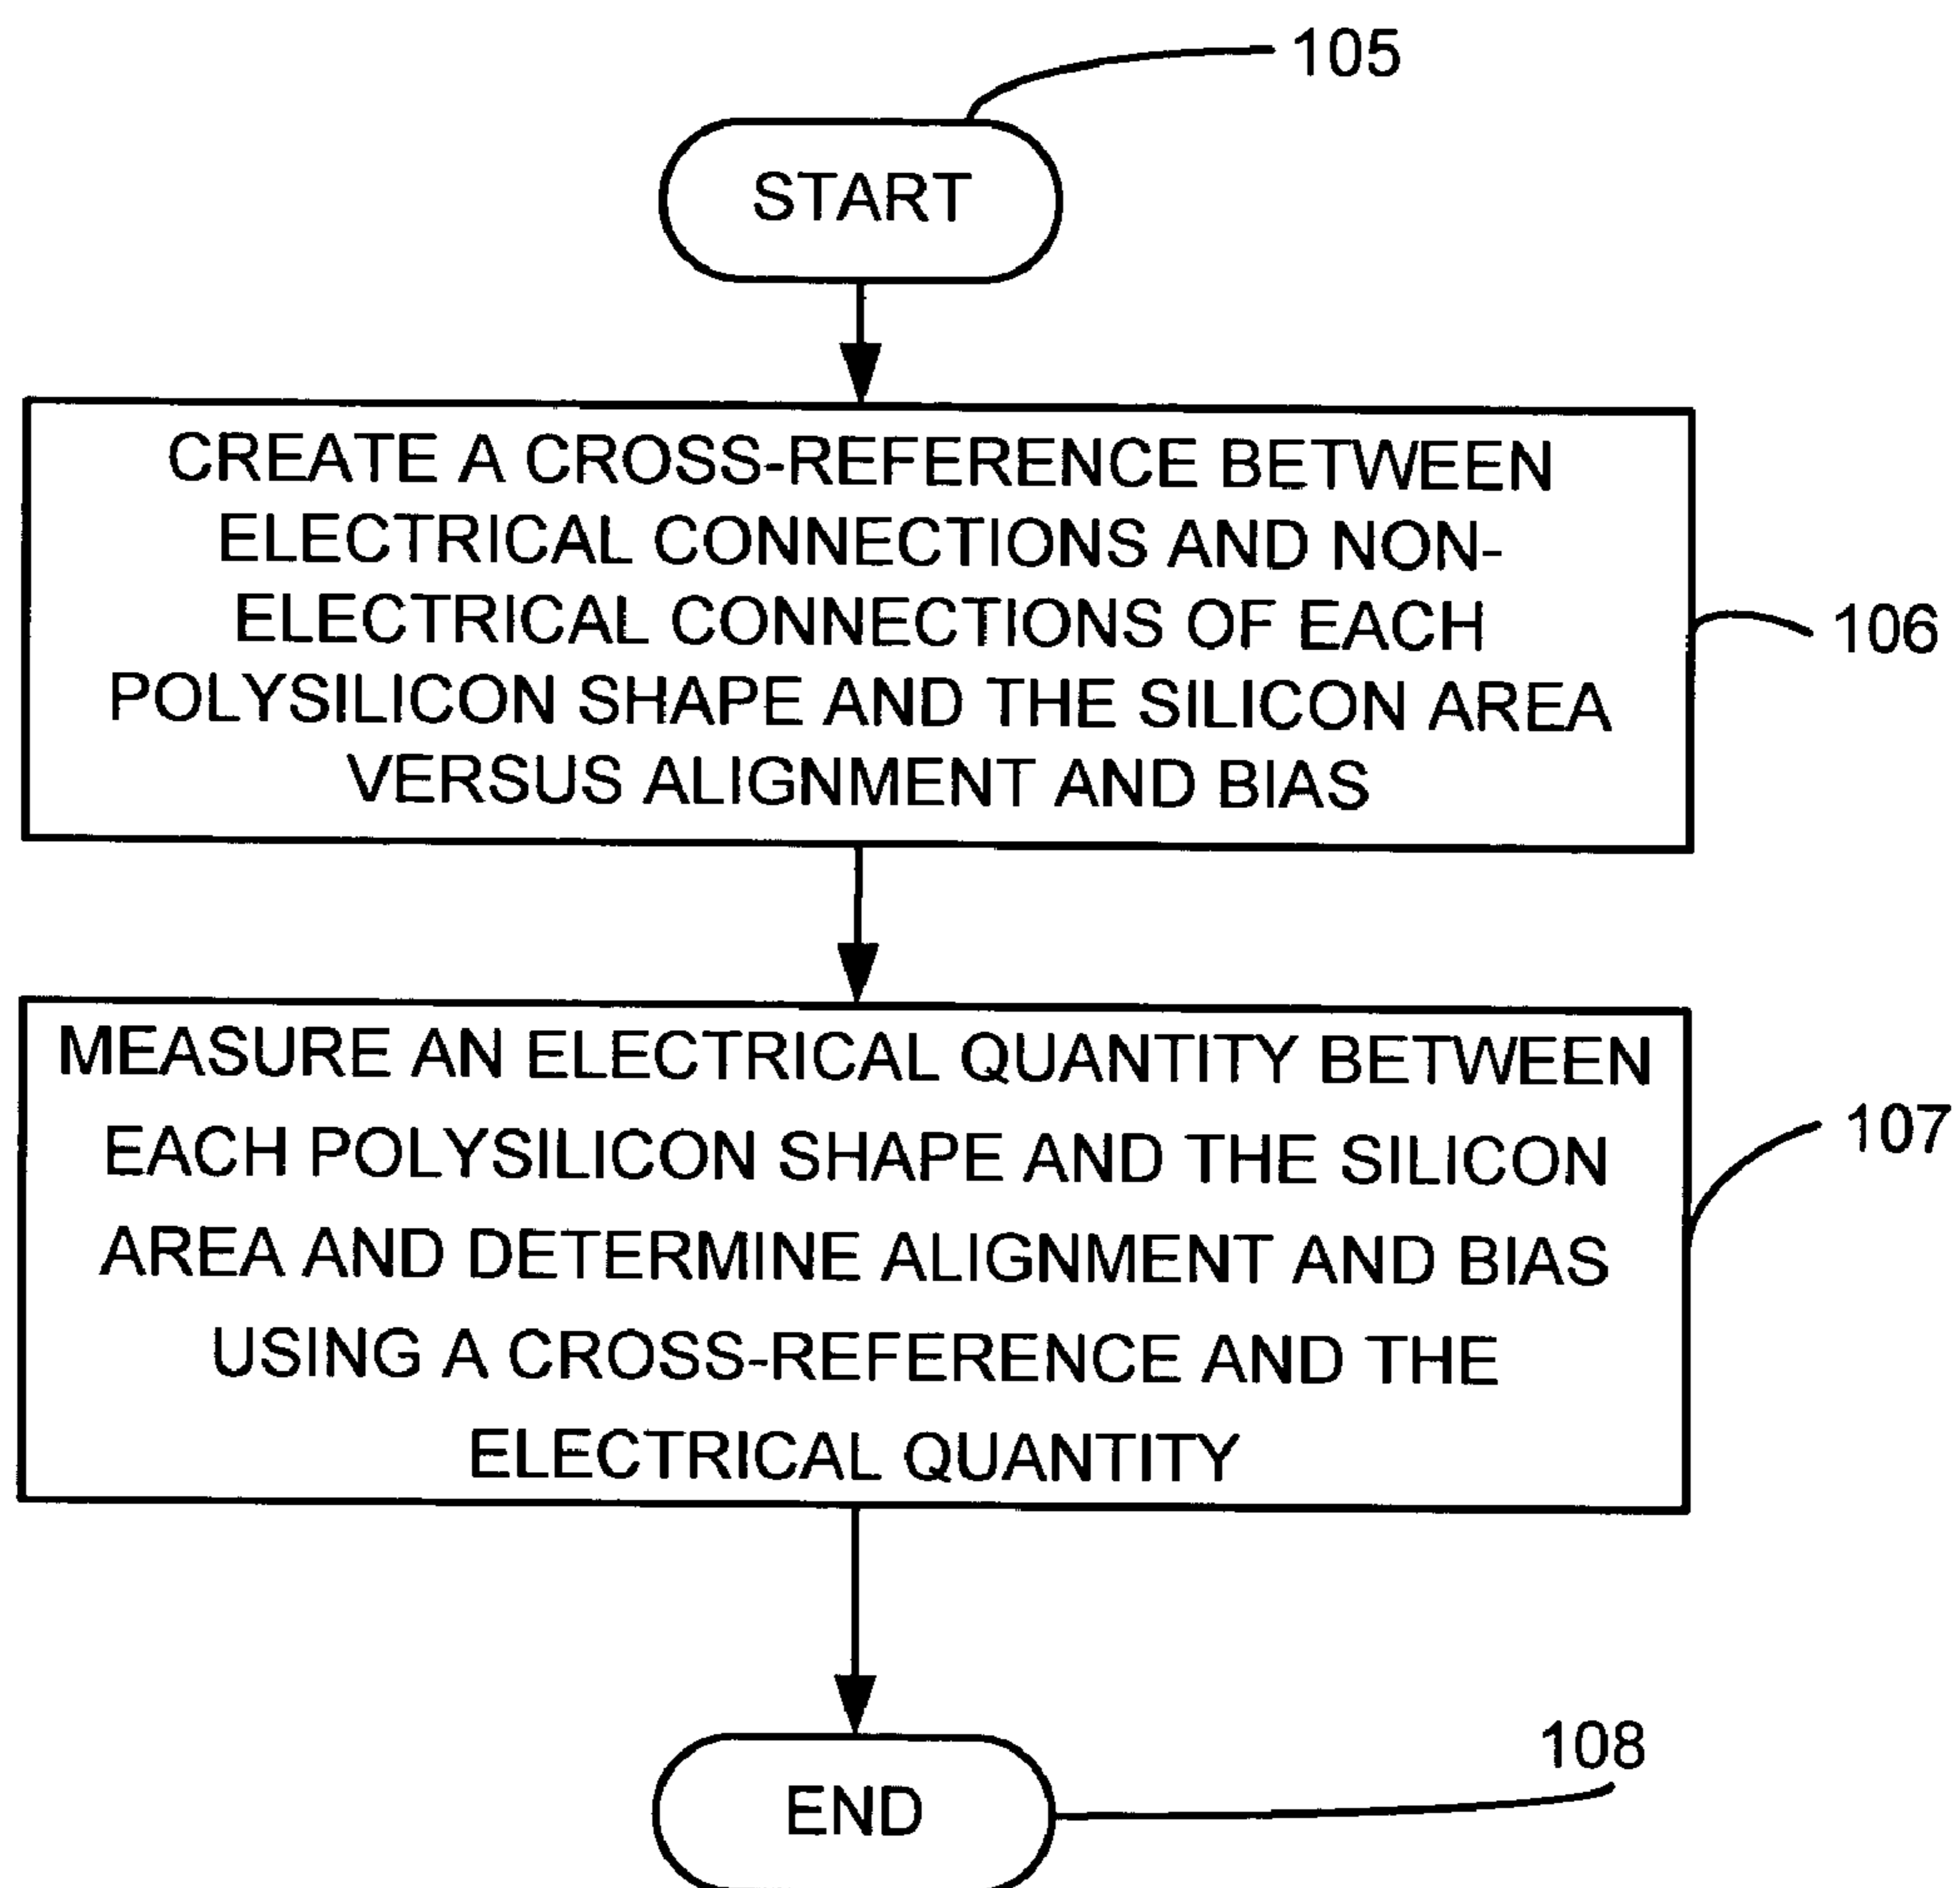 105
START
CREATE A CROSS-REFERENCE BETWEEN
ELECTRICAL CONNECTIONS AND NON-
ELECTRICAL CONNECTIONS OF EACH
POLYSILICON SHAPE AND THE SILICON AREA
VERSUS ALIGNMENT AND BIAS
106
MEASURE AN ELECTRICAL QUANTITY BETWEEN
EACH POLYSILICON SHAPE AND THE SILICON
AREA AND DETERMINE ALIGNMENT AND BIAS
USING A CROSS-REFERENCE AND THE
ELECTRICAL QUANTITY
107
108
END